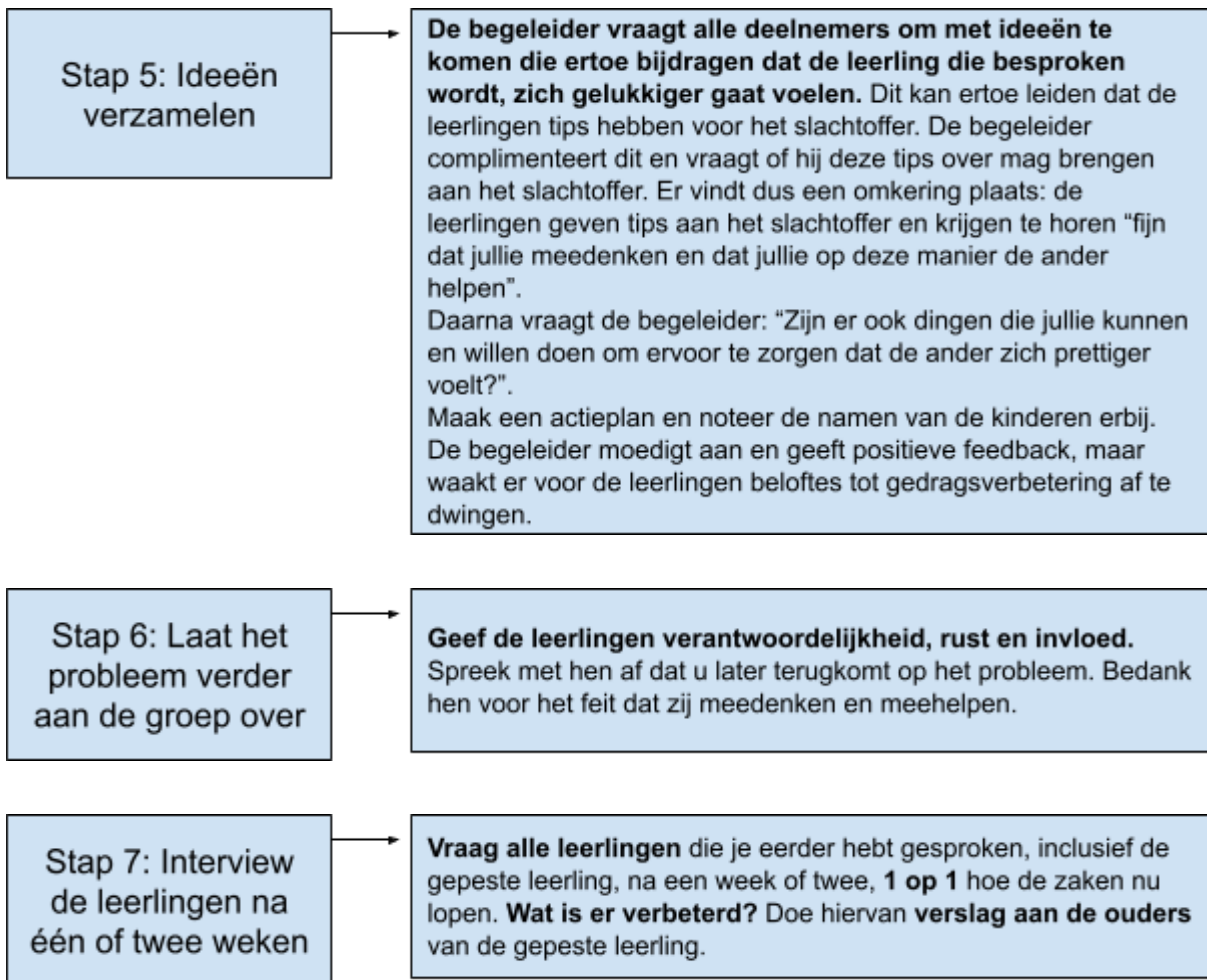 Stap 5: Ideeën
verzamelen
De begeleider vraagt alle deelnemers om met ideeën te
komen die ertoe bijdragen dat de leerling die besproken
wordt, zich gelukkiger gaat voelen. Dit kan ertoe leiden dat de
leerlingen tips hebben voor het slachtoffer. De begeleider
complimenteert dit en vraagt of hij deze tips over mag brengen
aan het slachtoffer. Er vindt dus een omkering plaats: de
leerlingen geven tips aan het slachtoffer en krijgen te horen “fijn
dat jullie meedenken en dat jullie op deze manier de ander
helpen”.
Daarna vraagt de begeleider: “Zijn er ook dingen die jullie kunnen
en willen doen om ervoor te zorgen dat de ander zich prettiger
voelt?”.
Maak een actieplan en noteer de namen van de kinderen erbij.
De begeleider moedigt aan en geeft positieve feedback, maar
waakt er voor de leerlingen beloftes tot gedragsverbetering af te
dwingen.
Stap 6: Laat het
probleem verder
aan de groep over
Geef de leerlingen verantwoordelijkheid, rust en invloed.
Spreek met hen af dat u later terugkomt op het probleem. Bedank
hen voor het feit dat zij meedenken en meehelpen.
Stap 7: Interview
de leerlingen na
één of twee weken
Vraag alle leerlingen die je eerder hebt gesproken, inclusief de
gepeste leerling, na een week of twee, 1 op 1 hoe de zaken nu
lopen. Wat is er verbeterd? Doe hiervan verslag aan de ouders
van de gepeste leerling.